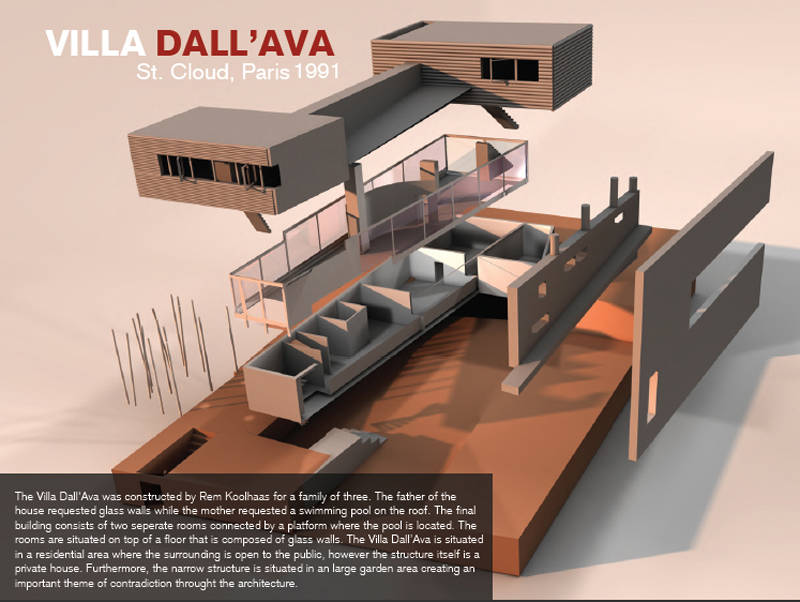 VILLA DALL'AVA
St. Cloud, Paris 1991
The Villa Dall'Ava was constructed by Rem Koolhaas for a family of three. The father of the
house requested glass walls while the mother requested a swimming pool on the roof. The final
building consists of two seperate rooms connected by a platform where the pool is located. The
rooms are situated on top of a floor that is composed of glass walls. The Villa Dall'Ava is situated
in a residential area where the surrounding is open to the public, however the structure itself is a
private house. Furthermore, the narrow structure is situated in an large garden area creating an
important theme of contradiction throught the architecture.